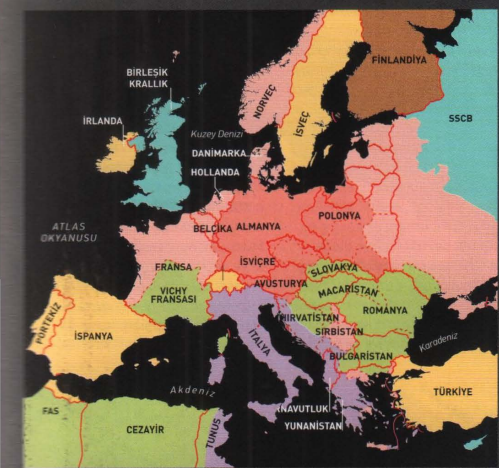 FİNLANDİYA
BİRLEŞİK
KRALLIK
NORVEÇ
İSVEÇ
SSCB
İRLANDA
Kuzey Denizi
DANİMARKA
HOLLANDA
POLONYA
ATLAS
OKYANUSU
BELÇİKA
ALMANYA
İSVİÇRE
FRANSA
SLOVAKYA
AVUSTURYA
VICHY
FRANSASI
MACARİSTAN
ROMANYA
PORTEKİZ
HIRVATİSTAN
SIRBİSTAN
İSPANYA
İTALYA
Karadeniz
BULGARİSTAN
Akdeniz
TÜRKİYE
FAS
RNAVUTLUK
CEZAYİR
TUNUS
YUNANİSTAN